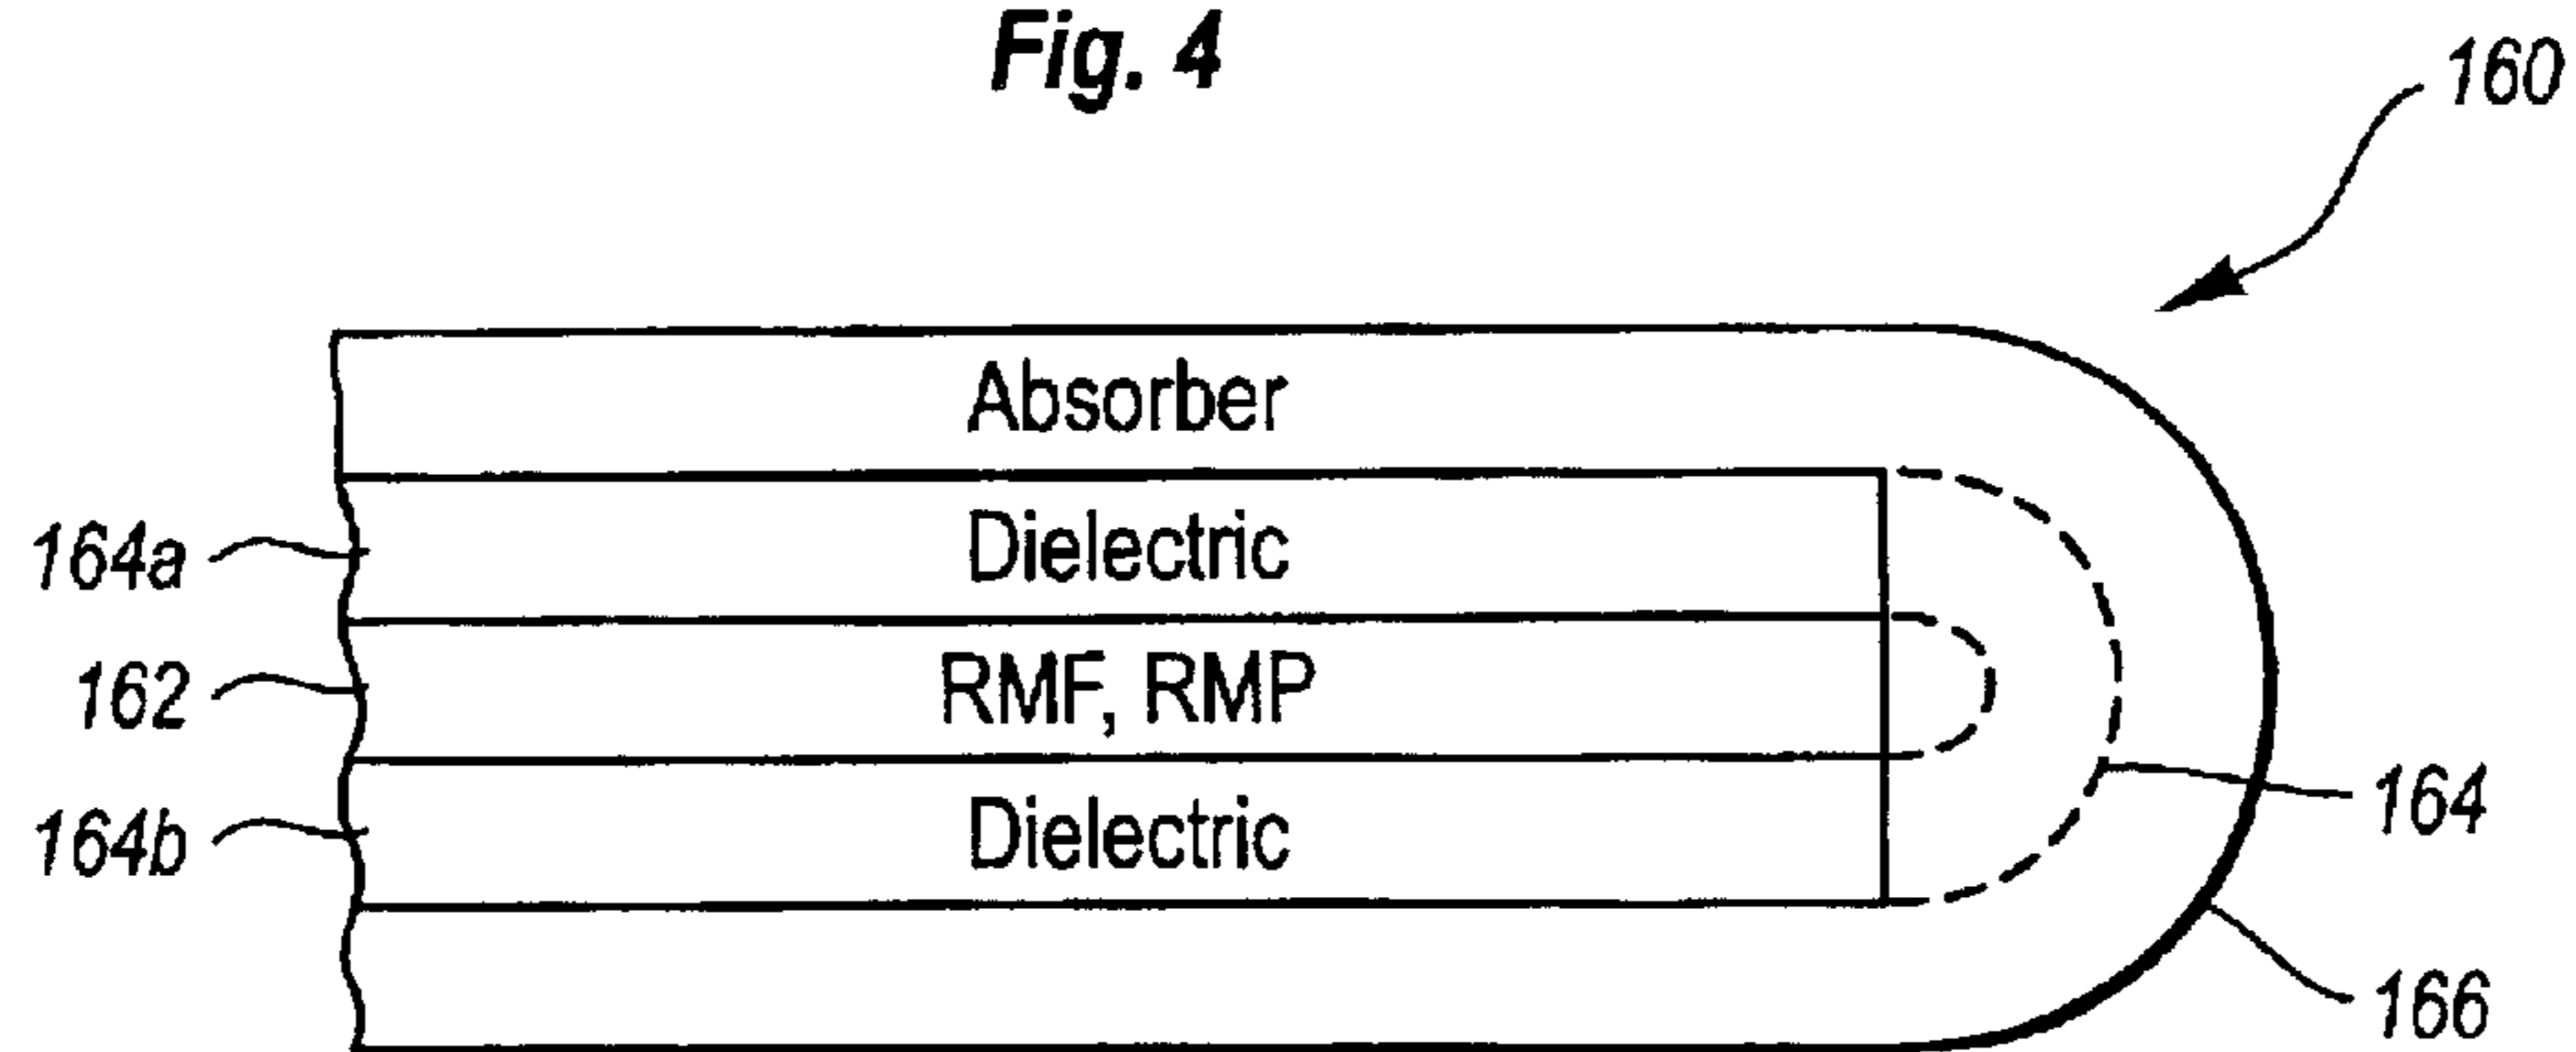 Fig. 4
160
Absorber
164a
Dielectric
162
RMF, RMP
164
164b
Dielectric
166